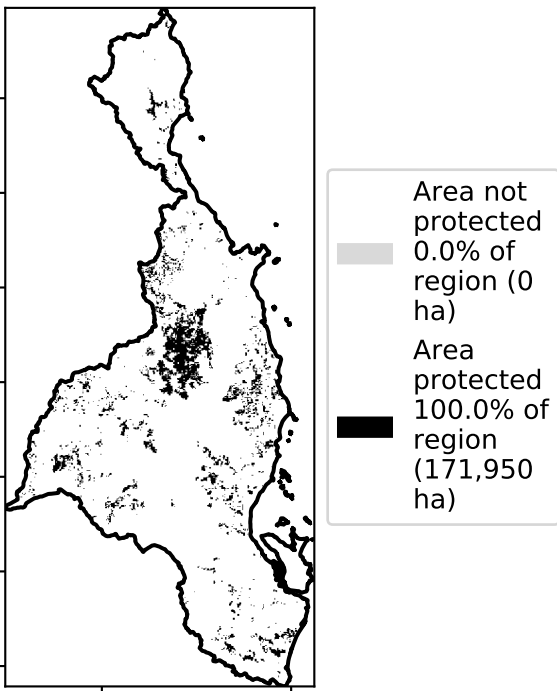 Area not
protected
0.0% of
region (0
ha)
Area
protected
100.0% of
region
(171,950
ha)